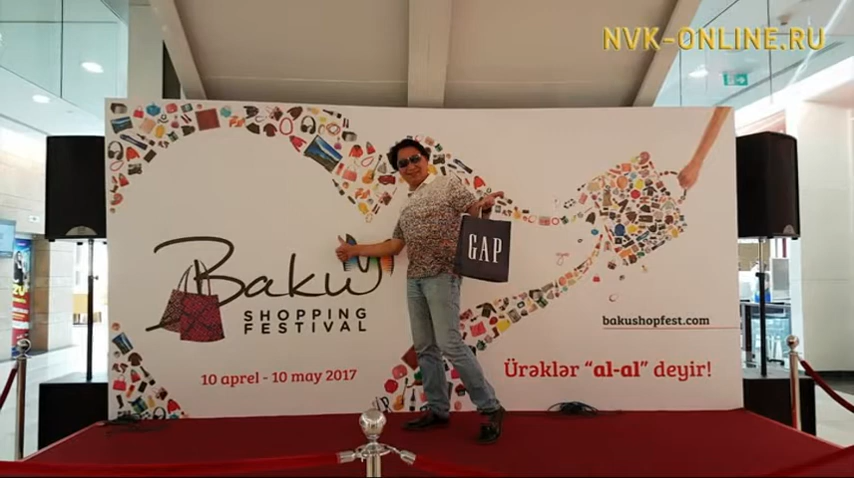 NVK-ONLINE.RU
Baku
SHOPPING
FESTIVAL
10 aprel - 10 may 2017
GAP
bakushopfest.com
Ürəklər “al-al” deyir!